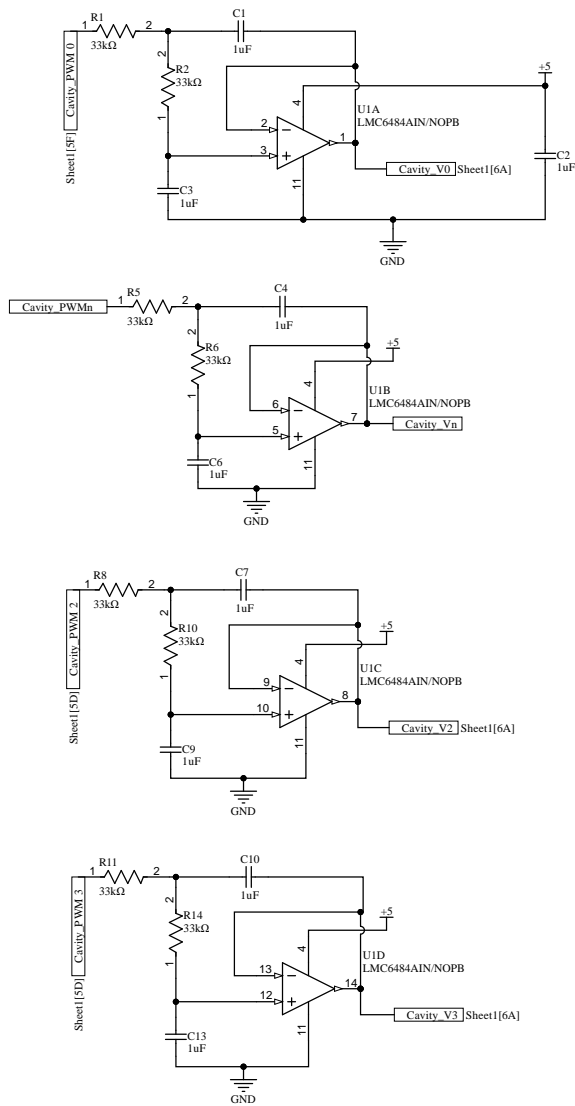 Cavity_PWM 0
Sheet1[5F]
1
R1
33kΩ
2
C1
1uF
2
R2
33kΩ
1
C3
1uF
2
3
4
11
1
U1A
LMC6484AIN/NOPB
+5
C2
1uF
Cavity_V0
Sheet1[6A]
GND
Cavity_PWMn
1
R5
33kΩ
2
C4
1uF
2
R6
33kΩ
1
C6
1uF
6
5
4
11
7
+5
U1B
LMC6484AIN/NOPB
Cavity_Vn
GND
Cavity_PWM 2
Sheet1[5D]
1
R8
33kΩ
2
C7
1uF
2
R10
33kΩ
1
C9
1uF
9
10
4
11
8
+5
U1C
LMC6484AIN/NOPB
Cavity_V2
Sheet1[6A]
GND
Cavity_PWM 3
Sheet1[5D]
1
R11
33kΩ
2
C10
1uF
2
R14
33kΩ
1
C13
1uF
13
12
4
11
14
+5
U1D
LMC6484AIN/NOPB
Cavity_V3
Sheet1[6A]
GND